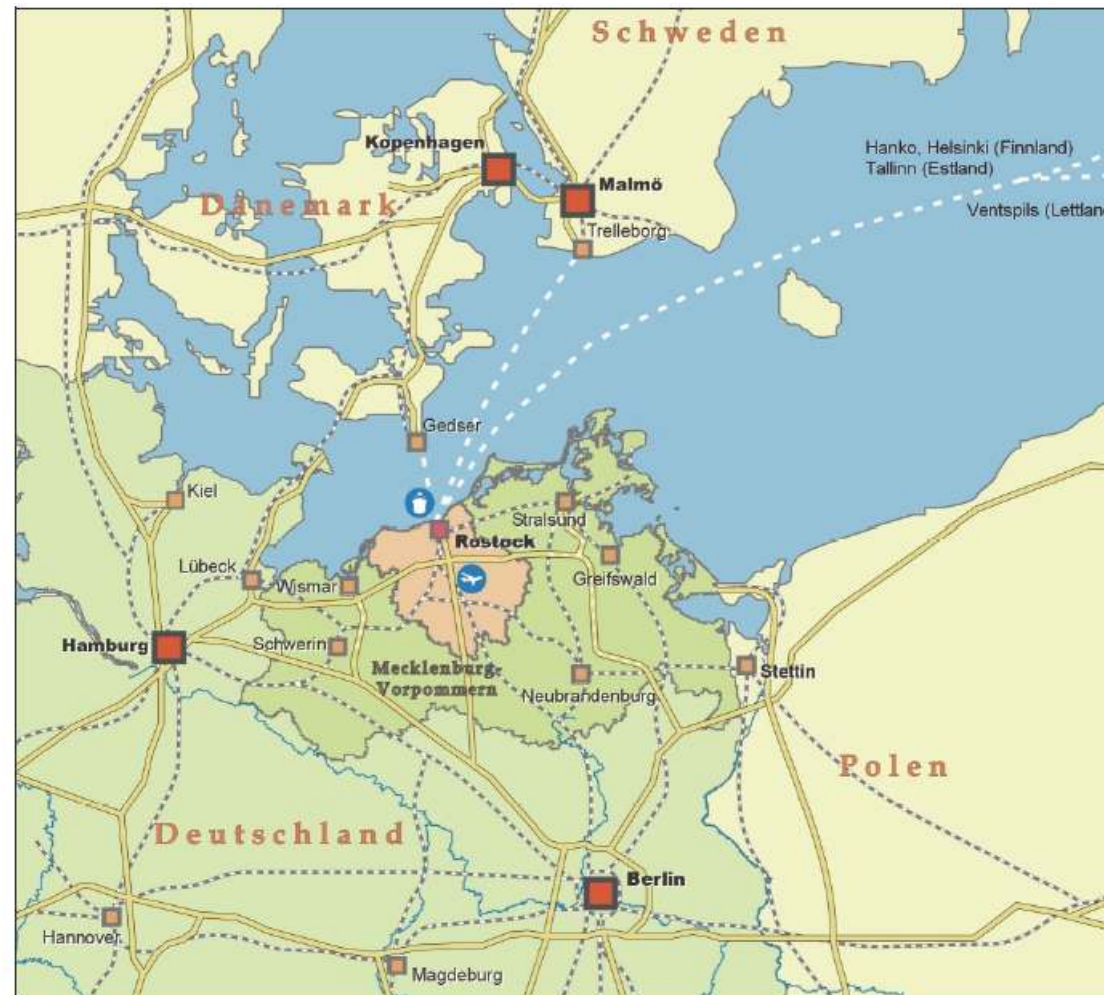 Schweden
Kopenhagen
Hanko, Helsinki (Finnland)
Tallinn (Estland)
Malmö
Dänemark
Ventspils (Lettland
Trelleborg
Gedser
Kiel
Stralsund
Rostock
Lübeck
Wismar
Greifswald
Hamburg
Schwerin
Mecklenburg-
Vorpommern
Stettin
Neubrandenburg
Polen
Deutschland
Berlin
Hannover
Magdeburg